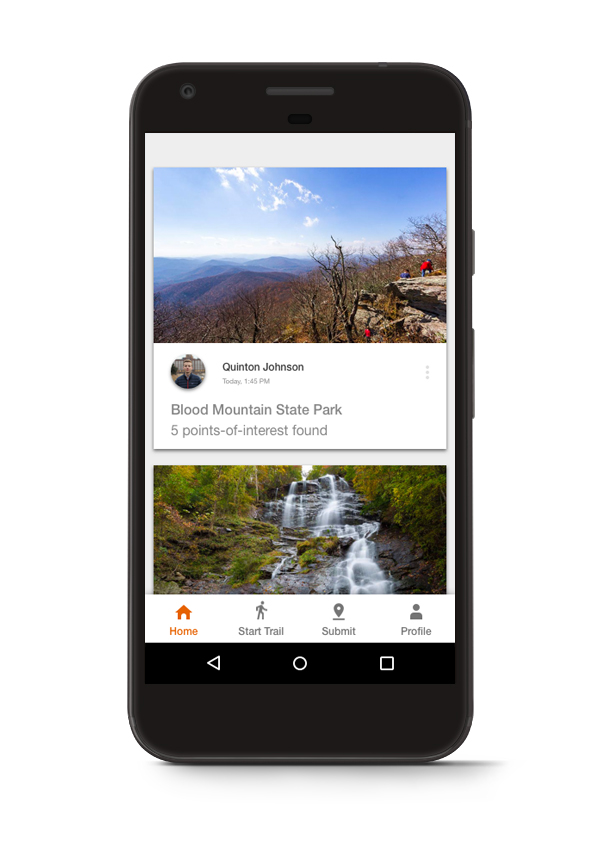 Quinton Johnson
Today, 1:45 PM
Blood Mountain State Park
5 points-of-interest found
Home
Start Trail
Submit
Profile